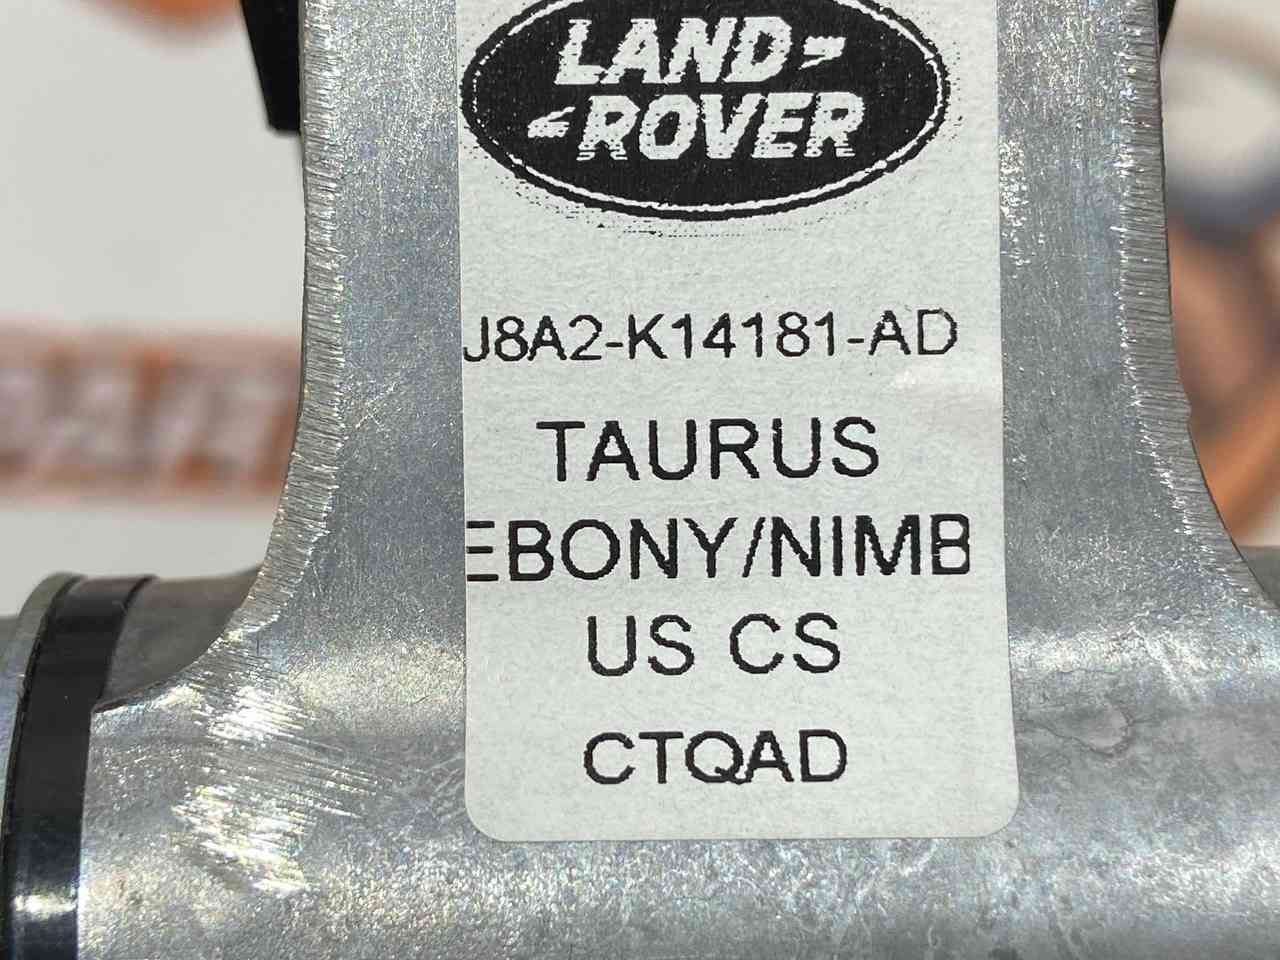 LAND-
-ROVER
J8A2-K14181-AD
TAURUS
EBONY/NIMB
US CS
CTQAD